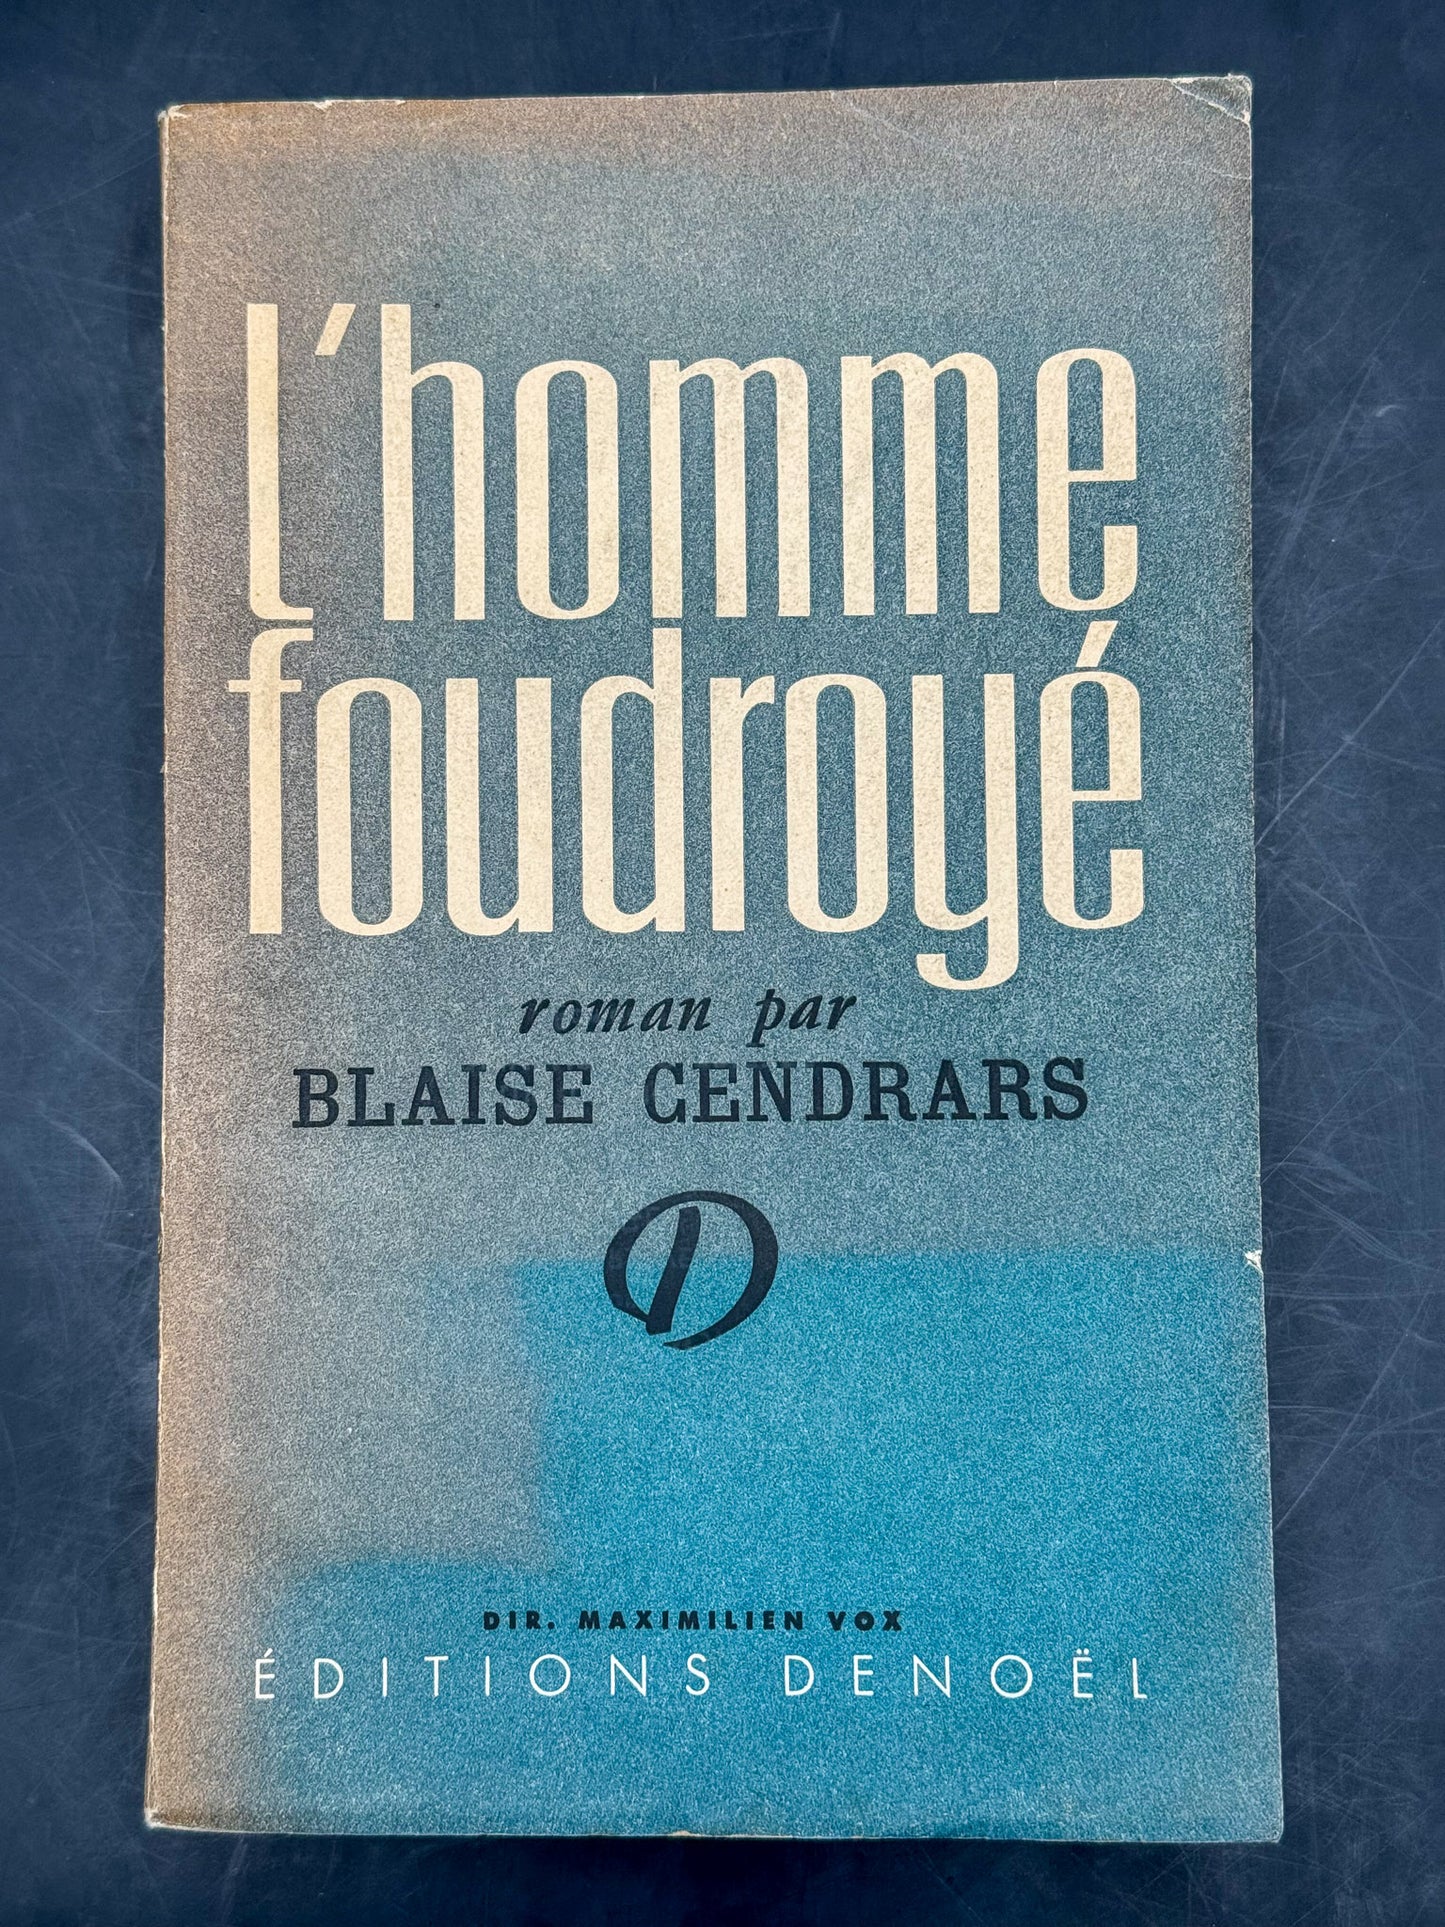 l'homme
foudroyé
roman par
BLAISE CENDRARS
D
DIR. MAXIMILIEN VOX
ÉDITIONS DENOËL